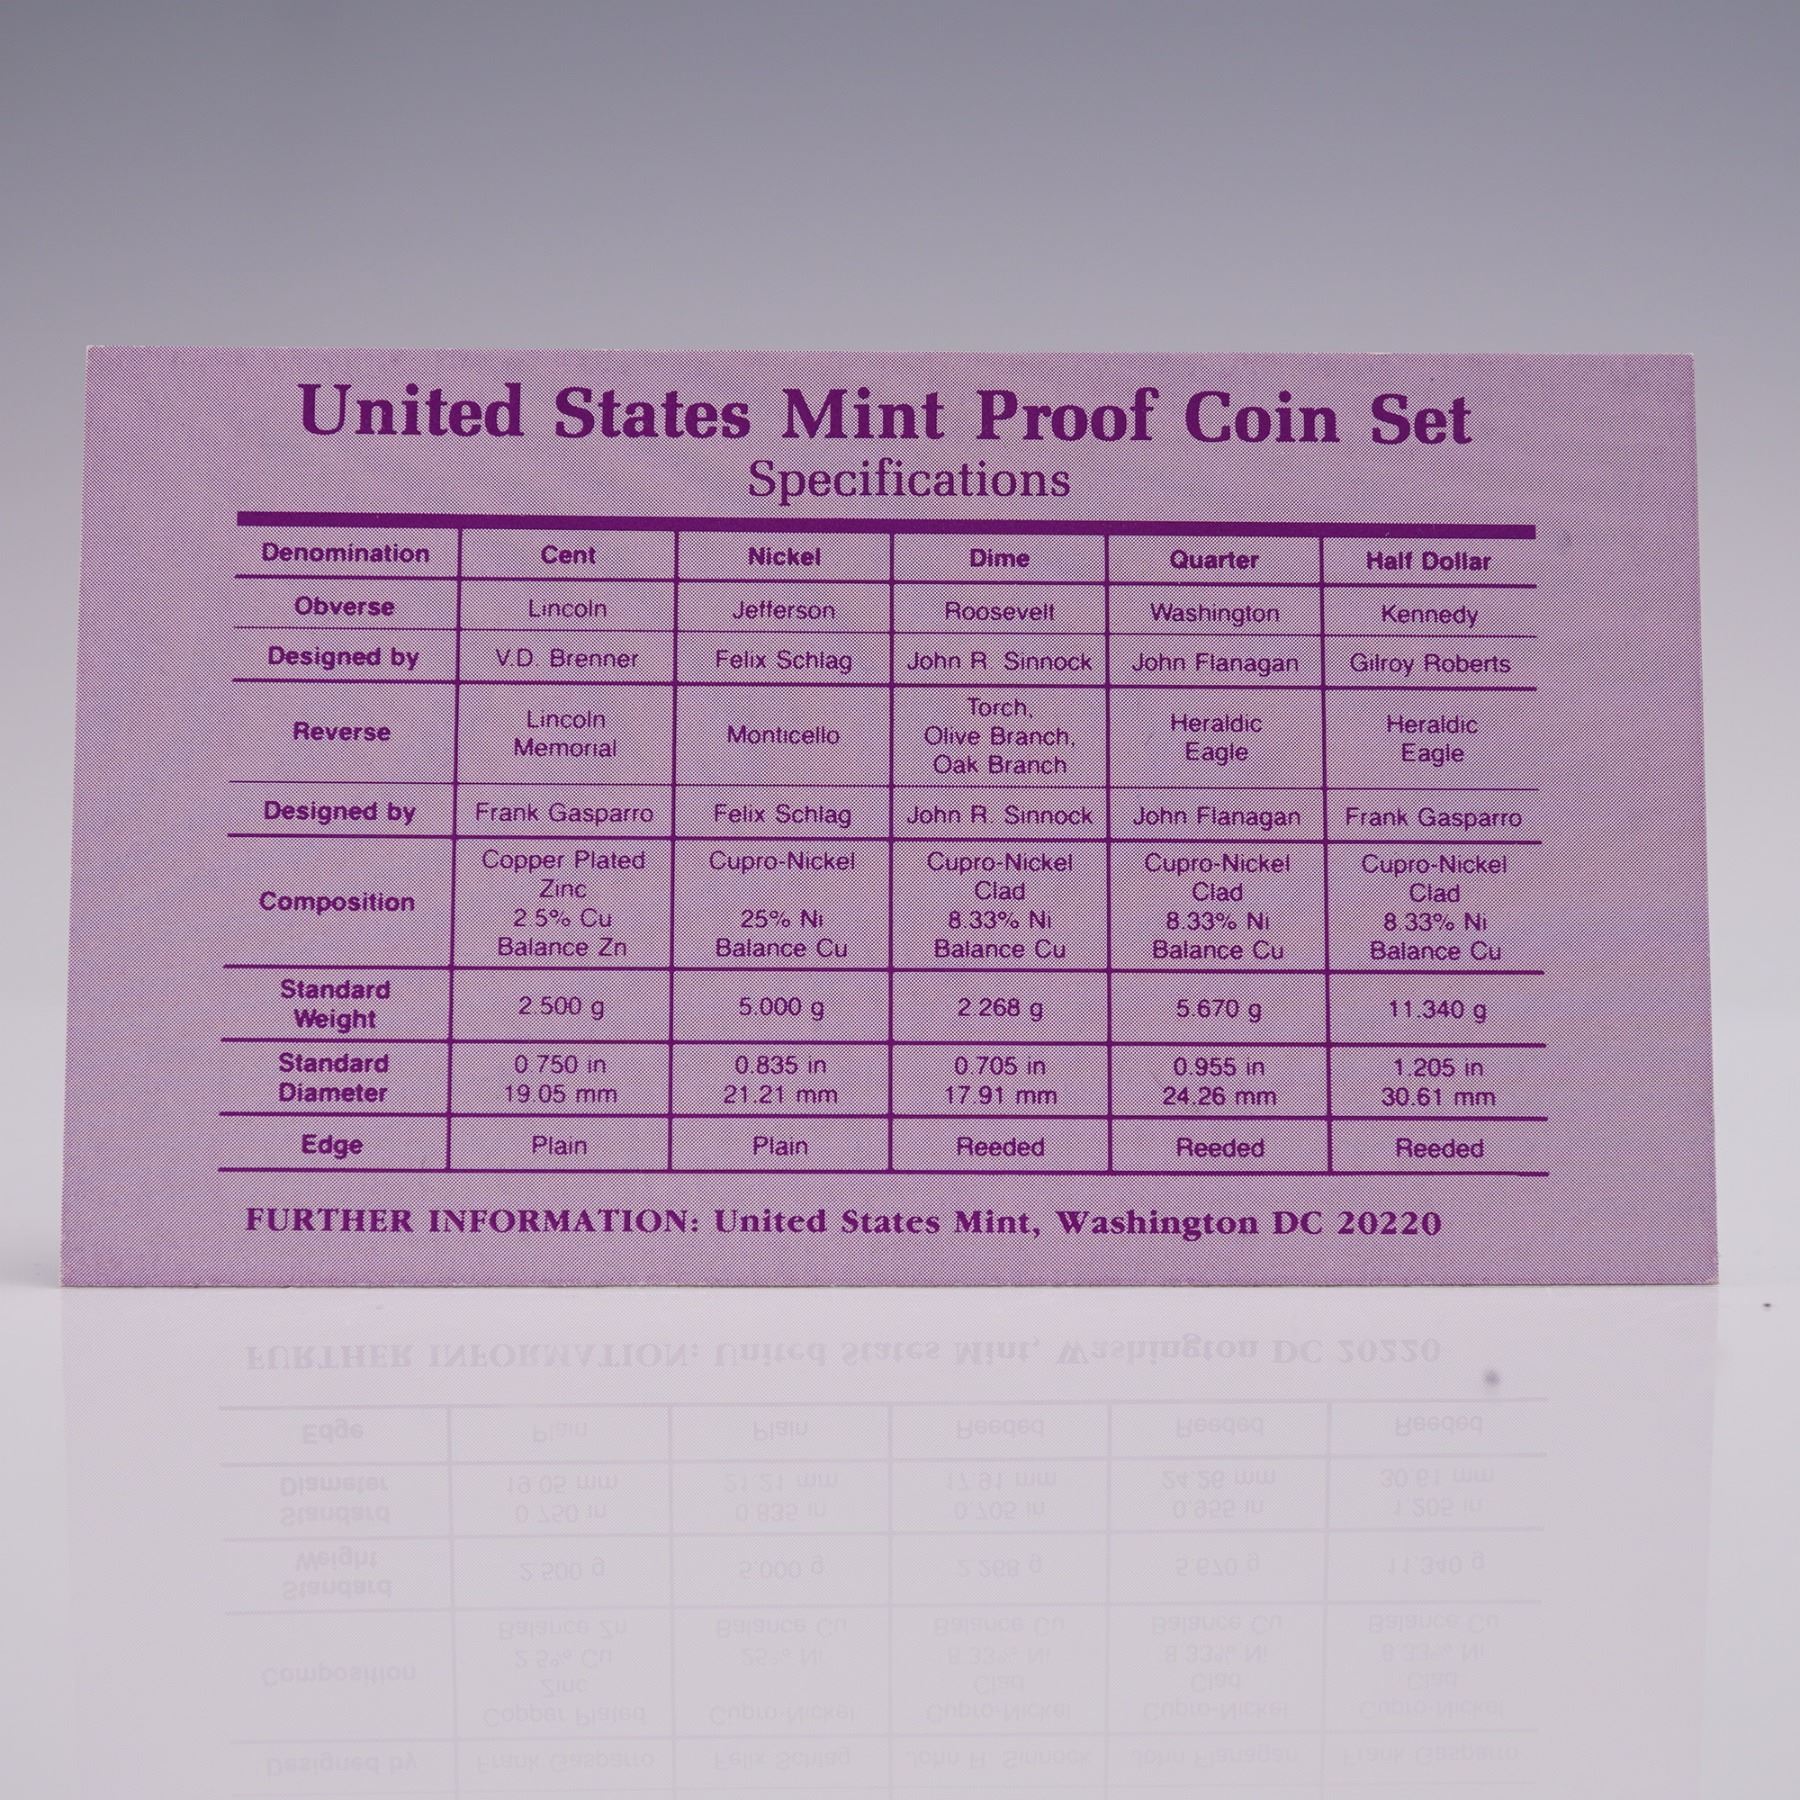 United States Mint Proof Coin Set
Specifications
Denomination Cent Nickel Dime Quarter Half Dollar
Obverse Lincoln Jefferson Roosevelt Washington Kennedy
Designed by V.D. Brenner Felix Schlag John R Sinnock John Flanagan Gilroy Roberts
Reverse Lincoln Memorial Monticello Torch, Olive Branch, Oak Branch Heraldic Eagle Heraldic Eagle
Designed by Frank Gasparro Felix Schlag John R. Sinnock John Flanagan Frank Gasparro
Composition Copper Plated Zinc 2.5% Cu Balance Zn Cupro-Nickel 25% Ni Balance Cu Cupro-Nickel Clad 8.33% Ni Balance Cu Cupro-Nickel Clad 8.33% Ni Balance Cu Cupro-Nickel Clad 8.33% Ni Balance Cu
Standard Weight 2.500 g 5.000 g 2.268 g 5.670 g 11.340 g
Standard Diameter 0.750 in 19.05 mm 0.835 in 21.21 mm 0.705 in 17.91 mm 0.955 in 24.26 mm 1.205 in 30.61 mm
Edge Plain Plain Reeded Reeded Reeded
FURTHER INFORMATION: United States Mint, Washington DC 20220